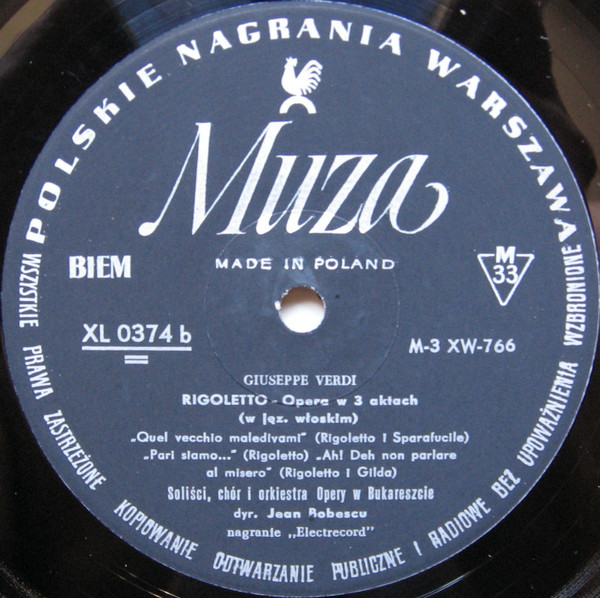 POLSKIE NAGRANIA WARSZAWA
Muza
MADE IN POLAND
BIEM
M
33
XL 0374 b
M-3 XW-766
GIUSEPPE VERDI
RIGOLETTO - Opera w 3 aktach
(w jęz. włoskim)
„Quel vecchio maledivami" (Rigoletto i Sparafucile)
„Pari siamo..." (Rigoletto) „Ah! Deh non parlare
al misero" (Rigoletto i Gilda)
Soliści, chór i orkiestra Opery w Bukareszcie
dyr. Jean Bobescu
nagranie „Electrecord"
WSZYSTKIE PRAWA ZASTRZEŻONE KOPIOWANIE ODTWARZANIE PUBLICZNE I RADIOWE BEZ UPOWAŻNIENIA WZBRONIONE